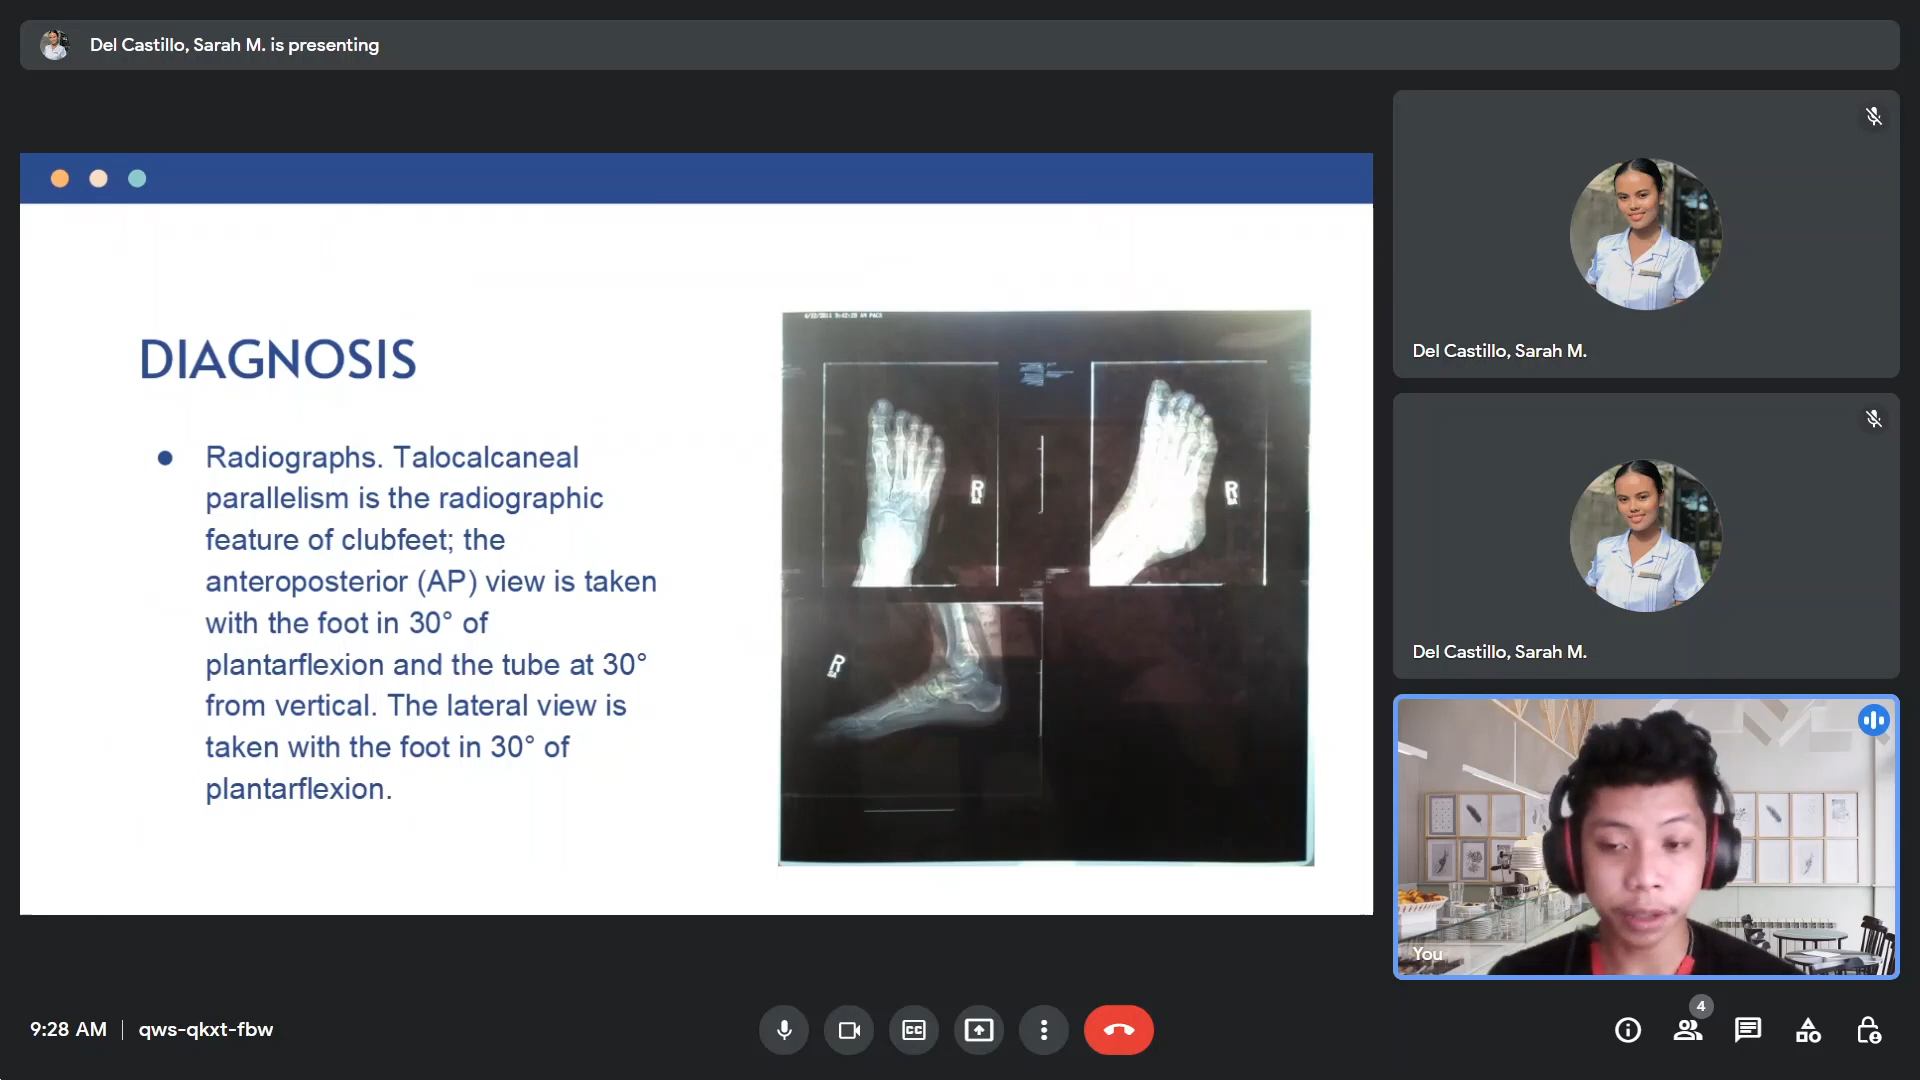 Del Castillo, Sarah M. is presenting
DIAGNOSIS
● Radiographs. Talocalcaneal
parallelism is the radiographic
feature of clubfeet; the
anteroposterior (AP) view is taken
with the foot in 30° of
plantarflexion and the tube at 30°
from vertical. The lateral view is
taken with the foot in 30° of
plantarflexion.
R
R
R
Del Castillo, Sarah M.
Del Castillo, Sarah M.
You
9:28 AM | qws-qkxt-fbw
CC
4